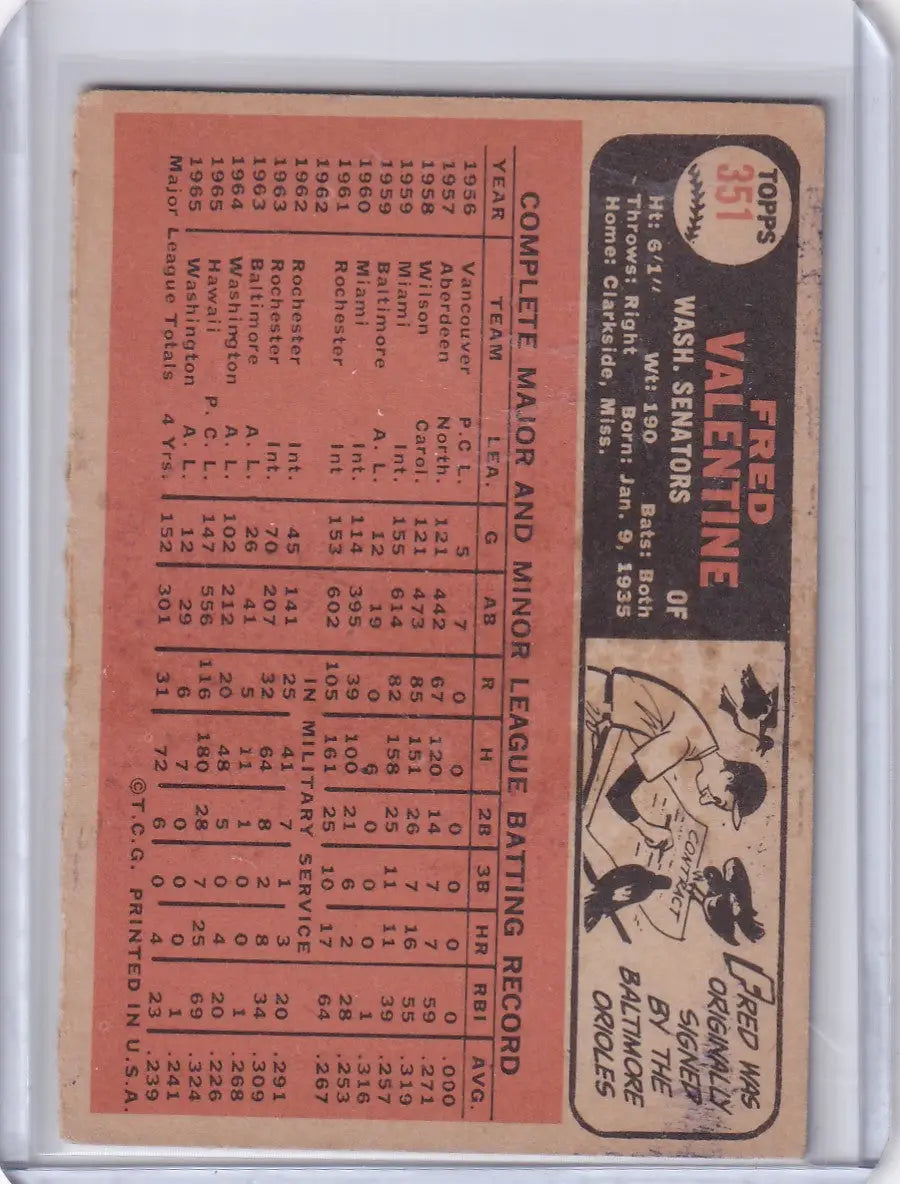 TOPPS
351
FRED
VALENTINE
WASH. SENATORS OF
Ht: 6'1" Wt: 190 Bats: Both
Throws: Right Born: Jan. 9, 1935
Home: Clarkside, Miss.
CONTRACT
FRED WAS
ORIGINALLY
SIGNED
BY THE
BALTIMORE
ORIOLES
COMPLETE MAJOR AND MINOR LEAGUE BATTING RECORD
YEAR TEAM LEA. G AB R H 2B 3B HR RBI AVG.
1956 Vancouver P.C.L. 5 7 0 0 0 0 0 0 .000
1957 Aberdeen North. 121 442 67 120 14 7 7 59 .271
1958 Wilson Carol. 121 473 85 151 26 7 16 55 .319
1959 Miami Int. 155 614 82 158 25 11 11 39 .257
1959 Baltimore A. L. 12 19 0 6 0 0 0 1 .316
1960 Miami Int. 114 395 39 100 21 6 2 28 .253
1961 Rochester Int 153 602 105 161 25 10 17 64 .267
1962 IN MILITARY SERVICE
1962 Rochester Int. 45 141 25 41 7 1 3 20 .291
1963 Rochester Int. 70 207 32 64 8 2 8 34 .309
1963 Baltimore A. L. 26 41 5 11 1 0 0 1 .268
1964 Washington A. L. 102 212 20 48 5 0 4 20 .226
1965 Hawaii P. C. L. 147 556 116 180 28 7 25 69 .324
1965 Washington A. L. 12 29 6 7 0 0 0 1 .241
Major League Totals 4 Yrs. 152 301 31 72 6 0 4 23 .239
©T.C.G. PRINTED IN U.S.A.